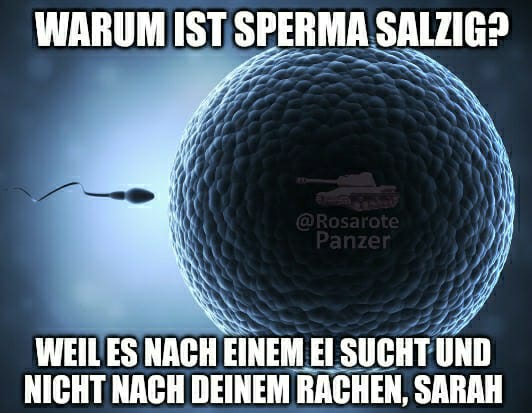 WARUM IST SPERMA SALZIG?
@Rosarote
Panzer
WEIL ES NACH EINEM EI SUCHT UND
NICHT NACH DEINEM RACHEN, SARAH